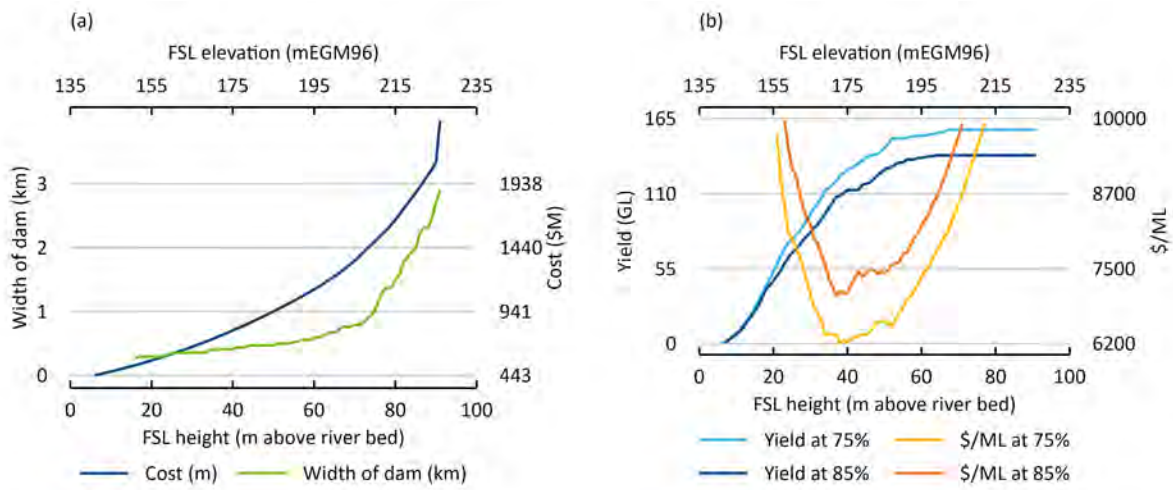 (a)
FSL elevation (mEGM96)
135 155 175 195 215 235
Width of dam (km)
3
2
1
0
1938
1440
941
443
Cost ($M)
0 20 40 60 80 100
FSL height (m above river bed)
Cost (m) Width of dam (km)
(b)
FSL elevation (mEGM96)
135 155 175 195 215 235
Yield (GL)
165
110
55
0
10000
8700
7500
6200
$/ML
0 20 40 60 80 100
FSL height (m above river bed)
Yield at 75% $/ML at 75%
Yield at 85% $/ML at 85%